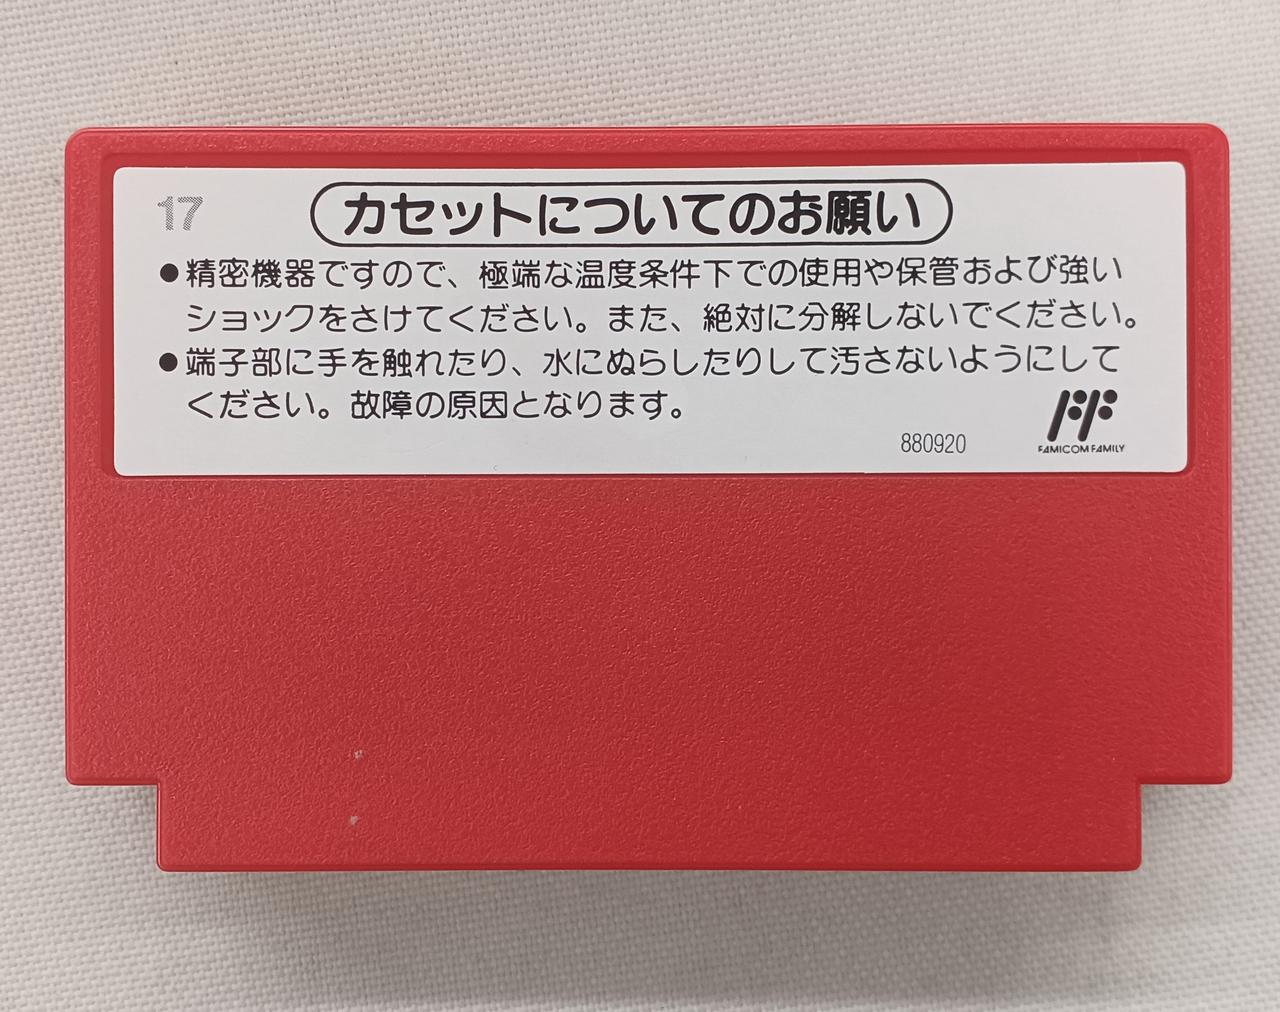 17
カセットについてのお願い
●精密機器ですので、極端な温度条件下での使用や保管および強い
ショックをさけてください。また、絶対に分解しないでください。
●端子部に手を触れたり、水にぬらしたりして汚さないようにして
ください。故障の原因となります。
880920
FF
FAMICOM FAMILY